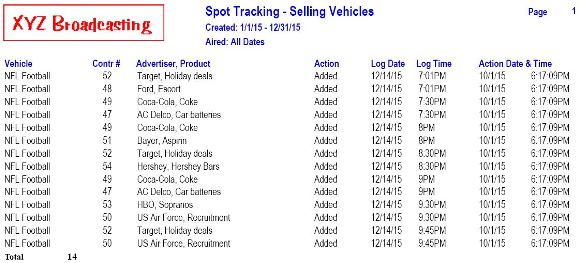 XYZ Broadcasting
Spot Tracking - Selling Vehicles Page 1
Created: 1/1/15 - 12/31/15
Aired: All Dates
Vehicle Contr # Advertiser, Product Action Log Date Log Time Action Date & Time
NFL Football 52 Target, Holiday deals Added 12/14/15 7:01PM 10/1/15 6:17:09PM
NFL Football 48 Ford, Escort Added 12/14/15 7:01PM 10/1/15 6:17:09PM
NFL Football 49 Coca-Cola, Coke Added 12/14/15 7:30PM 10/1/15 6:17:09PM
NFL Football 47 AC Delco, Car batteries Added 12/14/15 7:30PM 10/1/15 6:17:09PM
NFL Football 49 Coca-Cola, Coke Added 12/14/15 8PM 10/1/15 6:17:09PM
NFL Football 51 Bayer, Aspirin Added 12/14/15 8PM 10/1/15 6:17:09PM
NFL Football 52 Target, Holiday deals Added 12/14/15 8:30PM 10/1/15 6:17:09PM
NFL Football 54 Hershey, Hershey Bars Added 12/14/15 8:30PM 10/1/15 6:17:09PM
NFL Football 49 Coca-Cola, Coke Added 12/14/15 9PM 10/1/15 6:17:09PM
NFL Football 47 AC Delco, Car batteries Added 12/14/15 9PM 10/1/15 6:17:09PM
NFL Football 53 HBO, Sopranos Added 12/14/15 9:30PM 10/1/15 6:17:09PM
NFL Football 50 US Air Force, Recruitment Added 12/14/15 9:30PM 10/1/15 6:17:09PM
NFL Football 52 Target, Holiday deals Added 12/14/15 9:45PM 10/1/15 6:17:09PM
NFL Football 50 US Air Force, Recruitment Added 12/14/15 9:45PM 10/1/15 6:17:09PM
Total 14